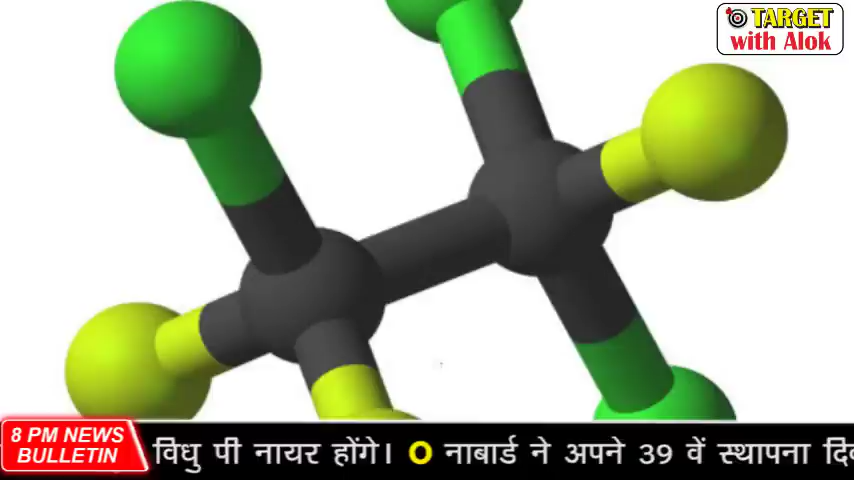 TARGET
with Alok
8 PM NEWS
BULLETIN
विधु पी नायर होंगे। O नाबार्ड ने अपने 39 वें स्थापना